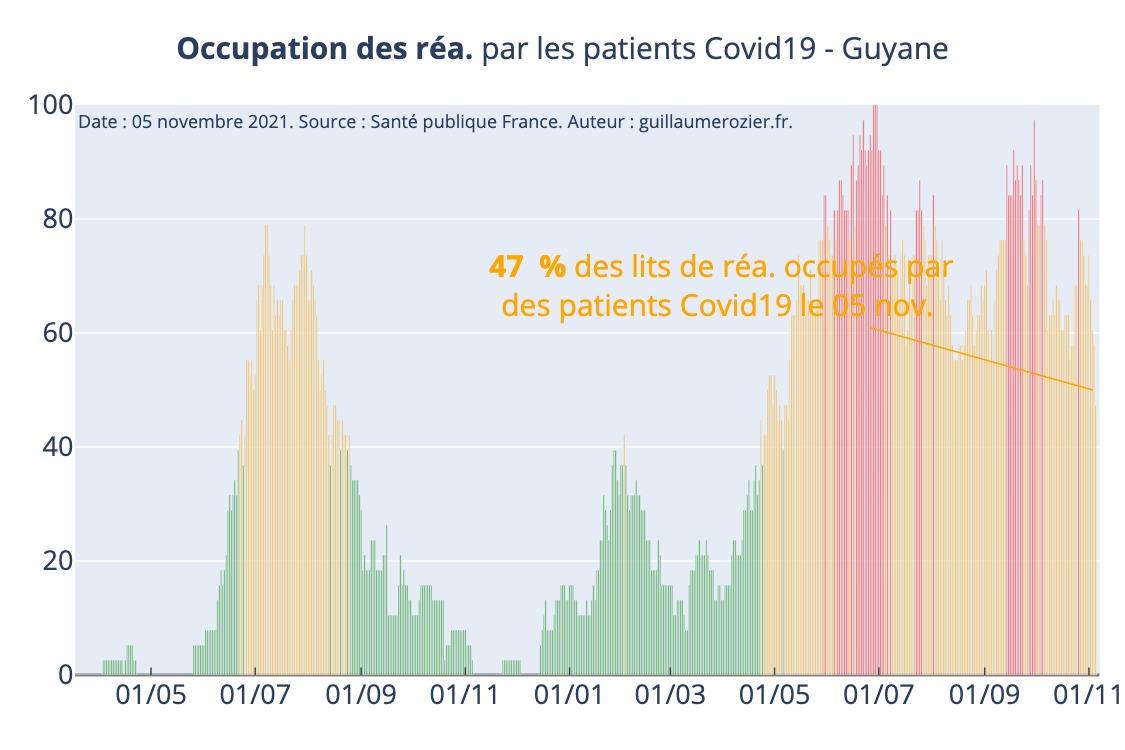 Occupation des réa. par les patients Covid19 - Guyane
100
Date : 05 novembre 2021. Source : Santé publique France. Auteur : guillaumerozier.fr.
80
47 % des lits de réa. occupés par
des patients Covid19 le 05 nov.
60
40
20
0
01/05 01/07 01/09 01/11 01/01 01/03 01/05 01/07 01/09 01/11